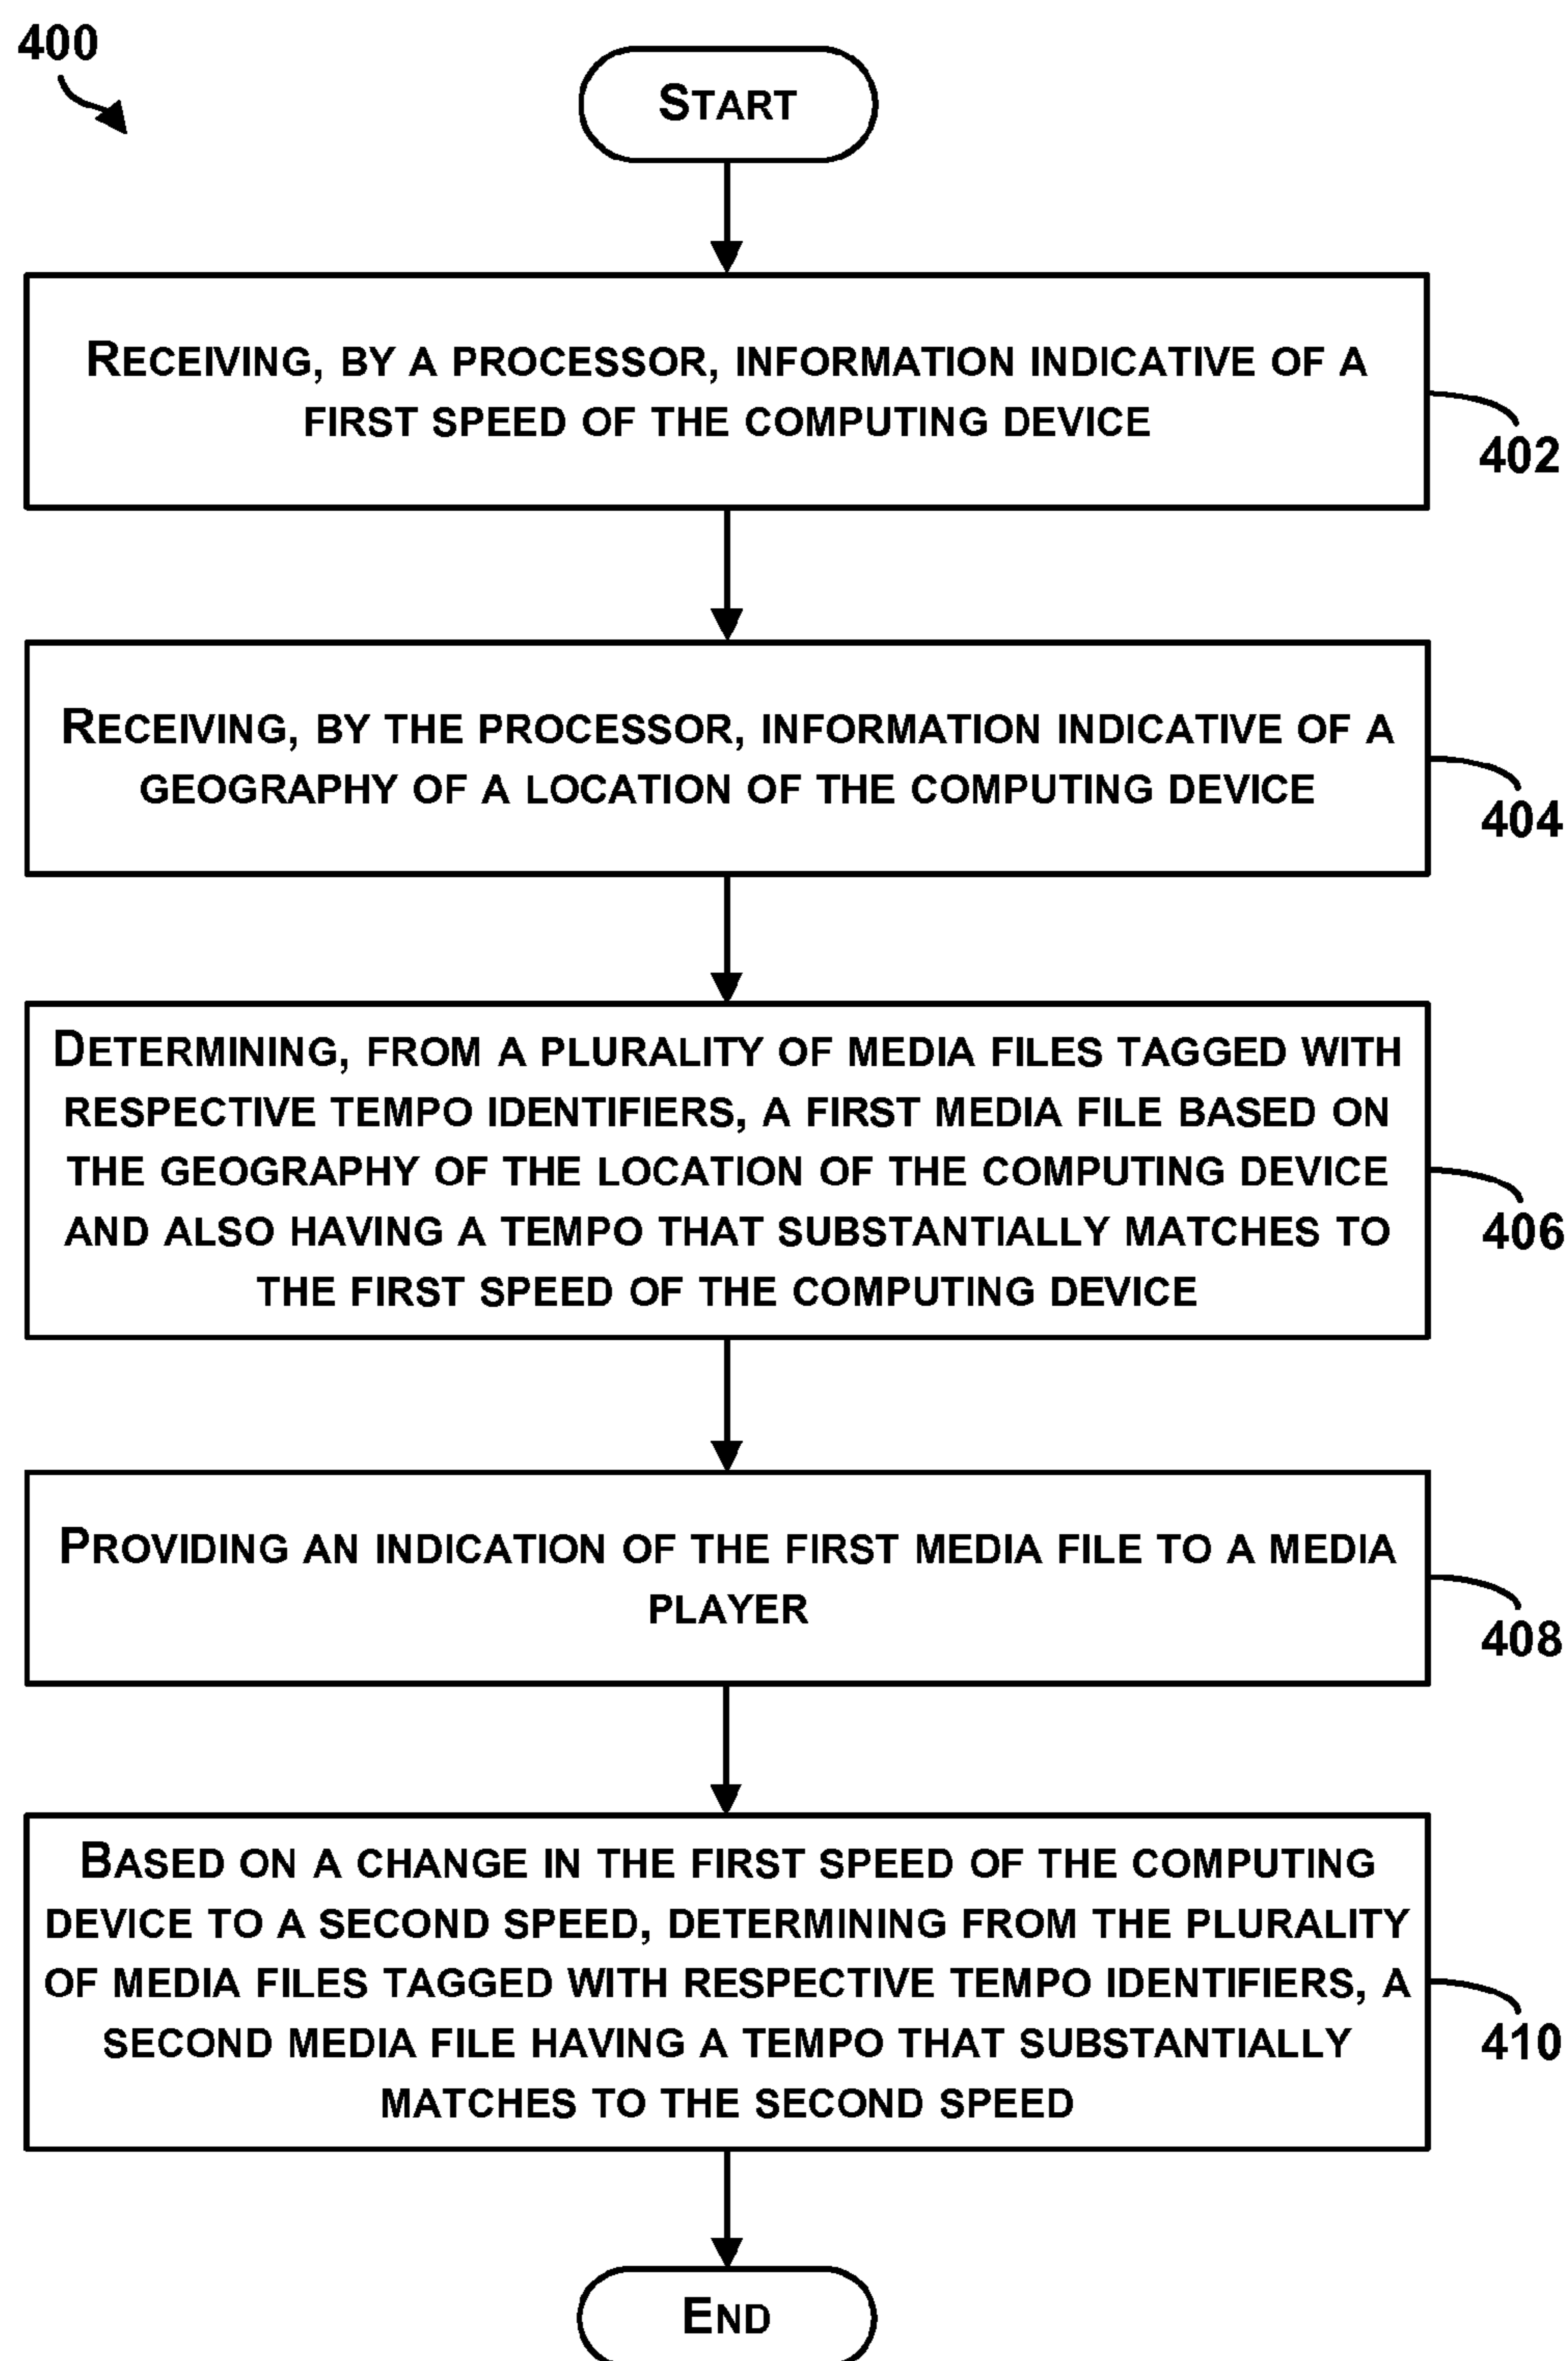 400
START
RECEIVING, BY A PROCESSOR, INFORMATION INDICATIVE OF A
FIRST SPEED OF THE COMPUTING DEVICE
402
RECEIVING, BY THE PROCESSOR, INFORMATION INDICATIVE OF A
GEOGRAPHY OF A LOCATION OF THE COMPUTING DEVICE
404
DETERMINING, FROM A PLURALITY OF MEDIA FILES TAGGED WITH
RESPECTIVE TEMPO IDENTIFIERS, A FIRST MEDIA FILE BASED ON
THE GEOGRAPHY OF THE LOCATION OF THE COMPUTING DEVICE
AND ALSO HAVING A TEMPO THAT SUBSTANTIALLY MATCHES TO
THE FIRST SPEED OF THE COMPUTING DEVICE
406
PROVIDING AN INDICATION OF THE FIRST MEDIA FILE TO A MEDIA
PLAYER
408
BASED ON A CHANGE IN THE FIRST SPEED OF THE COMPUTING
DEVICE TO A SECOND SPEED, DETERMINING FROM THE PLURALITY
OF MEDIA FILES TAGGED WITH RESPECTIVE TEMPO IDENTIFIERS, A
SECOND MEDIA FILE HAVING A TEMPO THAT SUBSTANTIALLY
MATCHES TO THE SECOND SPEED
410
END